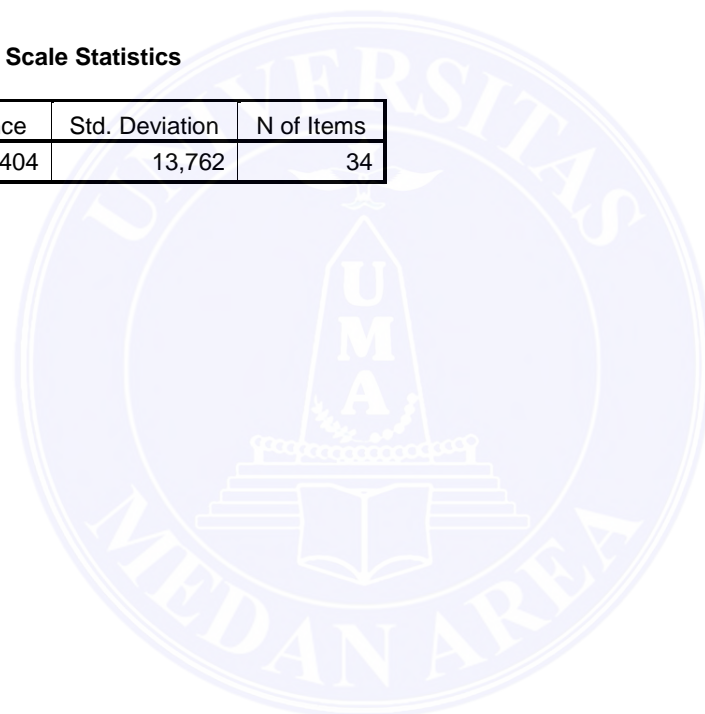 Scale Statistics
ce Std. Deviation N of Items
404 13,762 34
UNIVERSITAS
U
M
A
MEDAN AREA